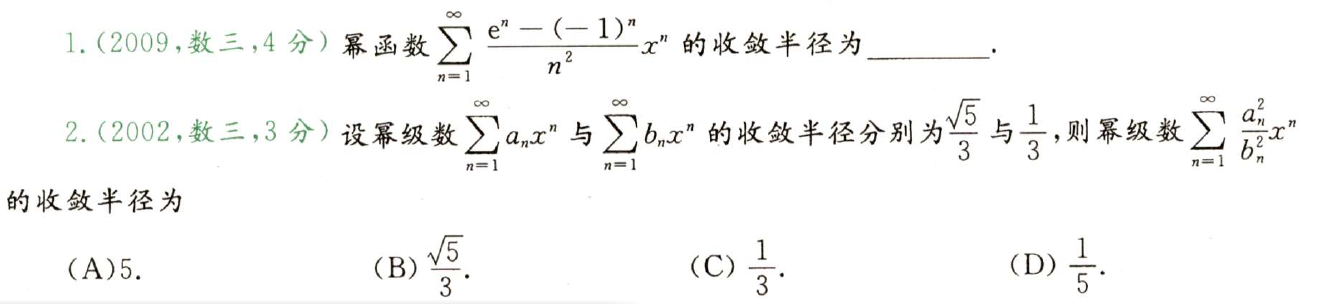 1.(2009,数三,4 分) 幂函数 $\sum_{n=1}^{\infty} \frac{e^n-(-1)^n}{n^2}x^n$ 的收敛半径为________.
2.(2002,数三,3 分) 设幂级数 $\sum_{n=1}^{\infty} a_nx^n$ 与 $\sum_{n=1}^{\infty} b_nx^n$ 的收敛半径分别为 $\frac{\sqrt{5}}{3}$ 与 $\frac{1}{3}$,则幂级数 $\sum_{n=1}^{\infty} \frac{a_n^2}{b_n^2}x^n$
的收敛半径为
(A)5. (B) $\frac{\sqrt{5}}{3}$. (C) $\frac{1}{3}$. (D) $\frac{1}{5}$.